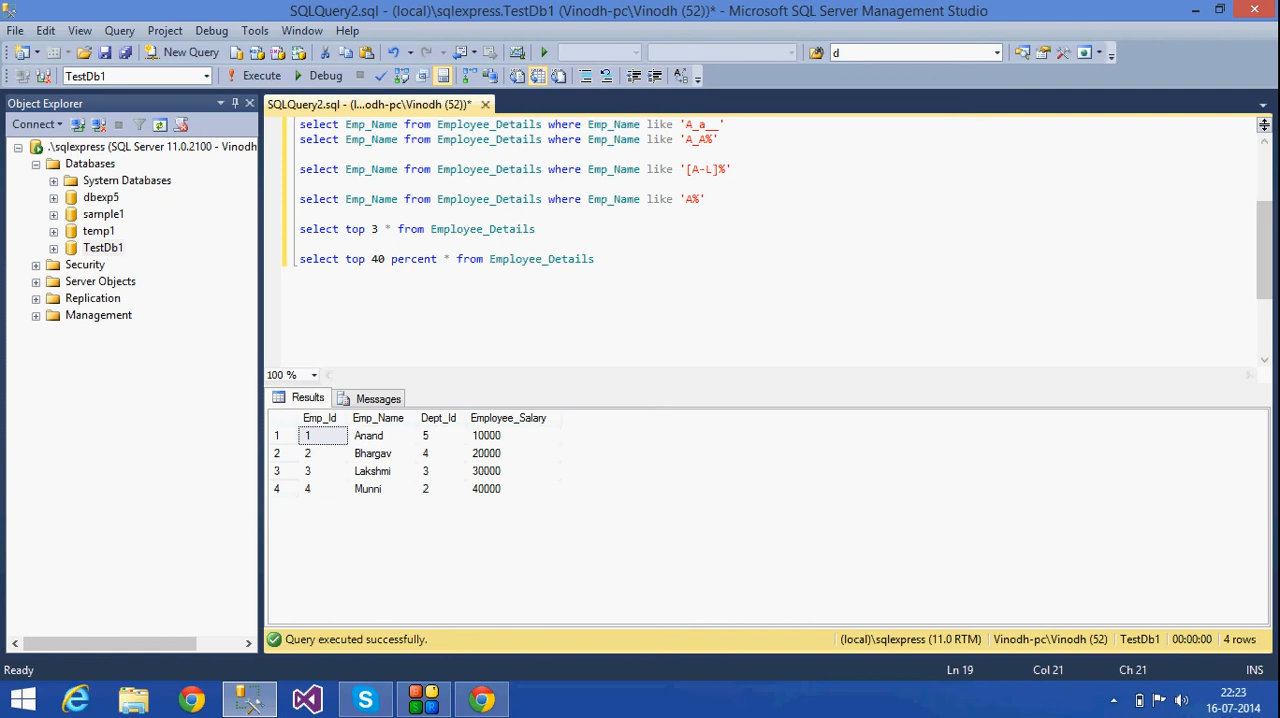 SQLQuery2.sql - (local)\sqlexpress.TestDb1 (Vinodh-pc\Vinodh (52))* - Microsoft SQL Server Management Studio
File Edit View Query Project Debug Tools Window Help
New Query d
TestDb1 Execute Debug
Object Explorer
SQLQuery2.sql - (l...odh-pc\Vinodh (52))*
Connect
.\sqlexpress (SQL Server 11.0.2100 - Vinodh
Databases
System Databases
dbexp5
sample1
temp1
TestDb1
Security
Server Objects
Replication
Management
select Emp_Name from Employee_Details where Emp_Name like 'A_a__'
select Emp_Name from Employee_Details where Emp_Name like 'A_A%'
select Emp_Name from Employee_Details where Emp_Name like '[A-L]%'
select Emp_Name from Employee_Details where Emp_Name like 'A%'
select top 3 * from Employee_Details
select top 40 percent * from Employee_Details
100 %
Results Messages
Emp_Id Emp_Name Dept_Id Employee_Salary
1 1 Anand 5 10000
2 2 Bhargav 4 20000
3 3 Lakshmi 3 30000
4 4 Munni 2 40000
Query executed successfully. (local)\sqlexpress (11.0 RTM) Vinodh-pc\Vinodh (52) TestDb1 00:00:00 4 rows
Ready Ln 19 Col 21 Ch 21 INS
22:23
16-07-2014